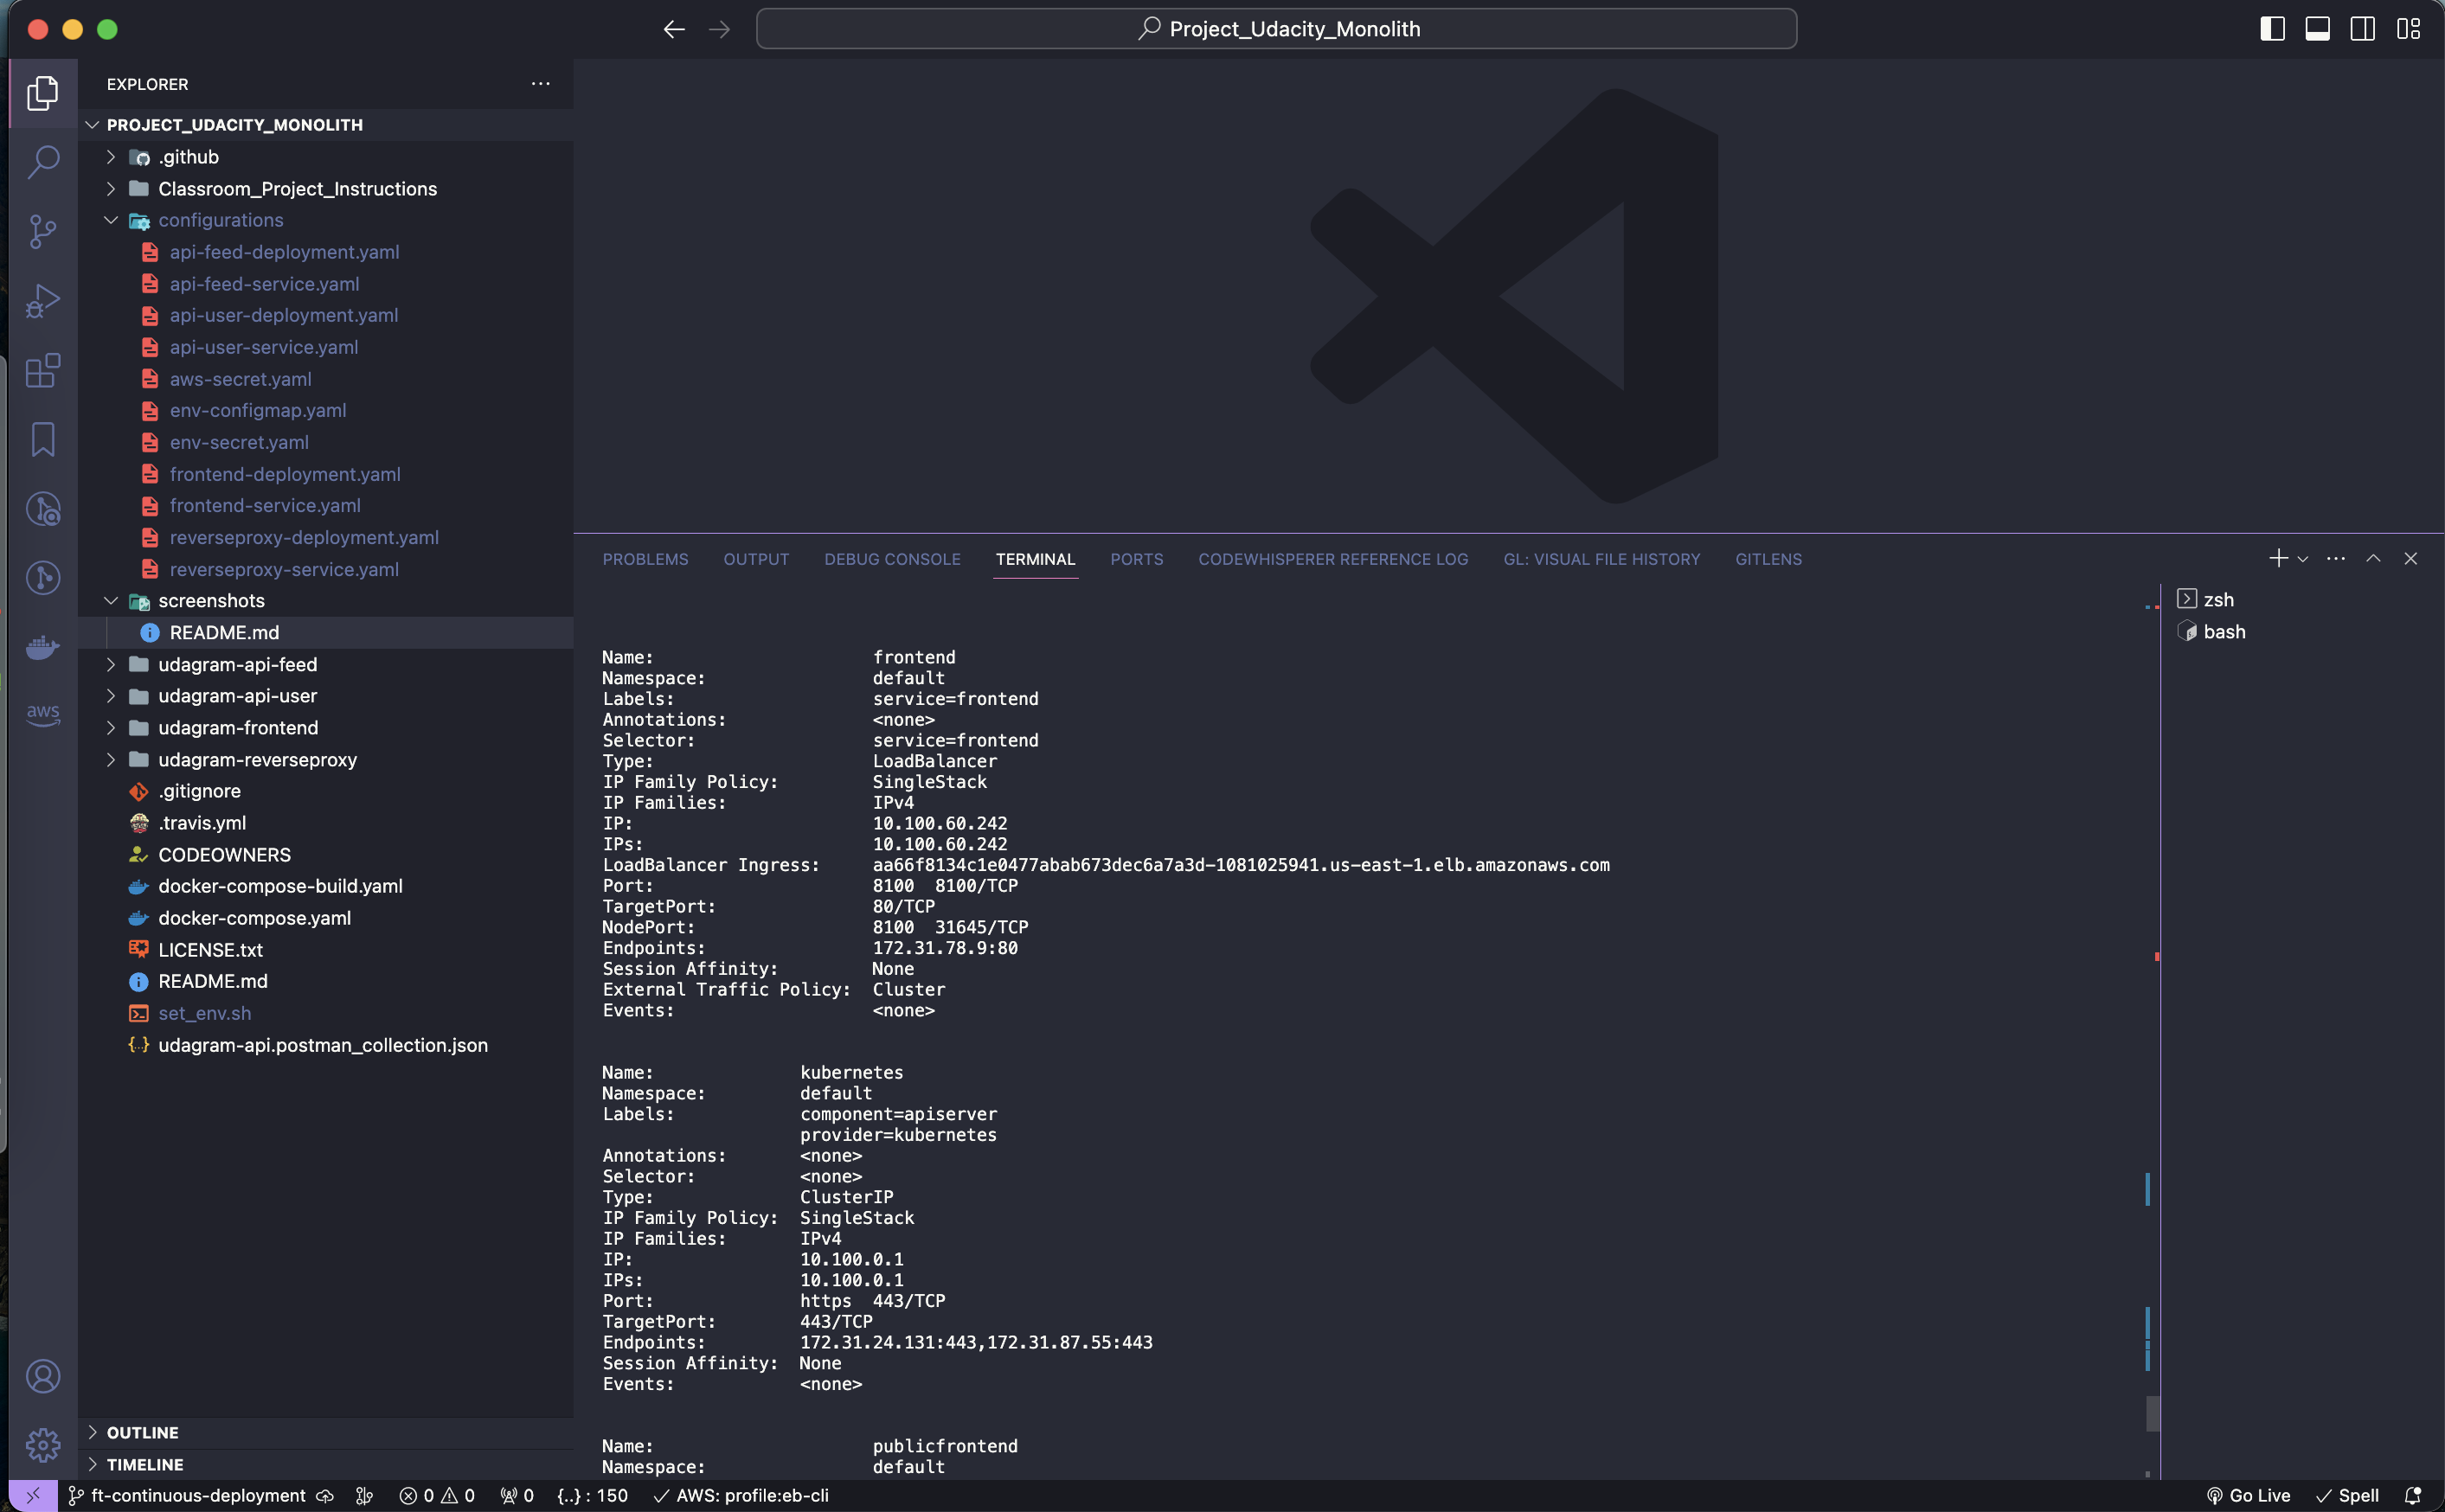 Project_Udacity_Monolith
EXPLORER
PROJECT_UDACITY_MONOLITH
.github
Classroom_Project_Instructions
configurations
api-feed-deployment.yaml
api-feed-service.yaml
api-user-deployment.yaml
api-user-service.yaml
aws-secret.yaml
env-configmap.yaml
env-secret.yaml
frontend-deployment.yaml
frontend-service.yaml
reverseproxy-deployment.yaml
reverseproxy-service.yaml
screenshots
README.md
udagram-api-feed
udagram-api-user
udagram-frontend
udagram-reverseproxy
.gitignore
.travis.yml
CODEOWNERS
docker-compose-build.yaml
docker-compose.yaml
LICENSE.txt
README.md
set_env.sh
udagram-api.postman_collection.json
OUTLINE
TIMELINE
aws
PROBLEMS OUTPUT DEBUG CONSOLE TERMINAL PORTS CODEWHISPERER REFERENCE LOG GL: VISUAL FILE HISTORY GITLENS
zsh
bash
Name: frontend
Namespace: default
Labels: service=frontend
Annotations: <none>
Selector: service=frontend
Type: LoadBalancer
IP Family Policy: SingleStack
IP Families: IPv4
IP: 10.100.60.242
IPs: 10.100.60.242
LoadBalancer Ingress: aa66f8134c1e0477abab673dec6a7a3d-1081025941.us-east-1.elb.amazonaws.com
Port: 8100 8100/TCP
TargetPort: 80/TCP
NodePort: 8100 31645/TCP
Endpoints: 172.31.78.9:80
Session Affinity: None
External Traffic Policy: Cluster
Events: <none>
Name: kubernetes
Namespace: default
Labels: component=apiserver
provider=kubernetes
Annotations: <none>
Selector: <none>
Type: ClusterIP
IP Family Policy: SingleStack
IP Families: IPv4
IP: 10.100.0.1
IPs: 10.100.0.1
Port: https 443/TCP
TargetPort: 443/TCP
Endpoints: 172.31.24.131:443,172.31.87.55:443
Session Affinity: None
Events: <none>
Name: publicfrontend
Namespace: default
ft-continuous-deployment 0 0 0 {..} : 150 AWS: profile:eb-cli Go Live Spell